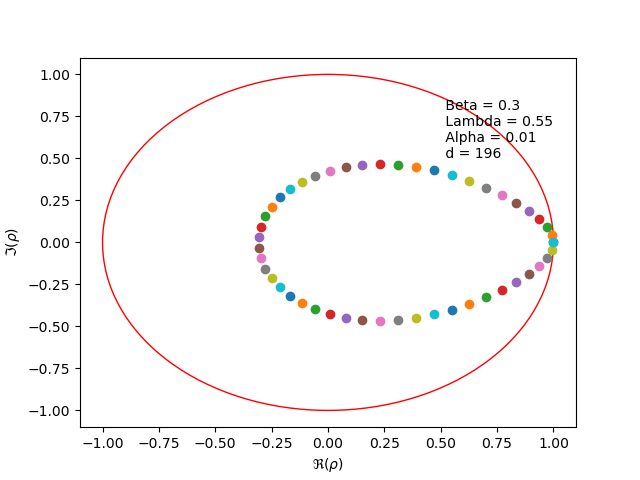 1.00
0.75
0.50
0.25
0.00
−0.25
−0.50
−0.75
−1.00
ℑ(ρ)
Beta = 0.3
Lambda = 0.55
Alpha = 0.01
d = 196
−1.00 −0.75 −0.50 −0.25 0.00 0.25 0.50 0.75 1.00
ℜ(ρ)